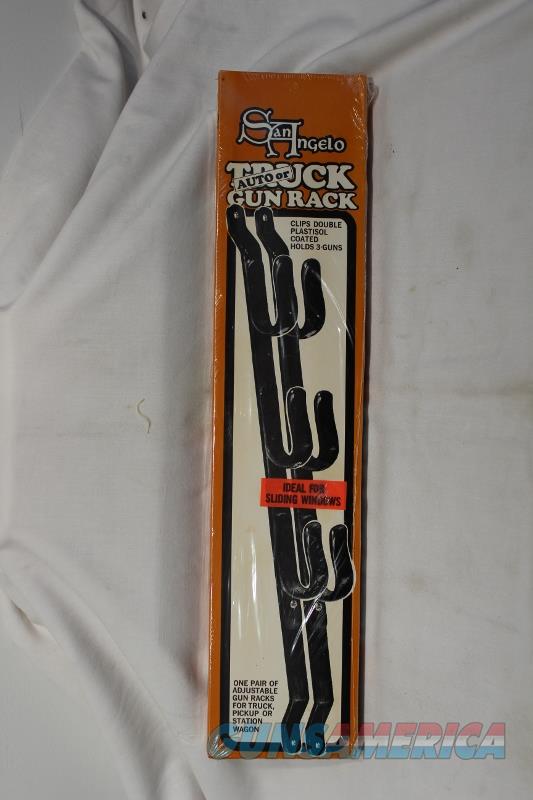 San
Angelo
AUTO or
TRUCK
GUN RACK
CLIPS DOUBLE
PLASTISOL
COATED
HOLDS 3-GUNS
IDEAL FOR
SLIDING WINDOWS
ONE PAIR OF
ADJUSTABLE
GUN RACKS
FOR TRUCK,
PICKUP OR
STATION
WAGON
GUNSAMERICA